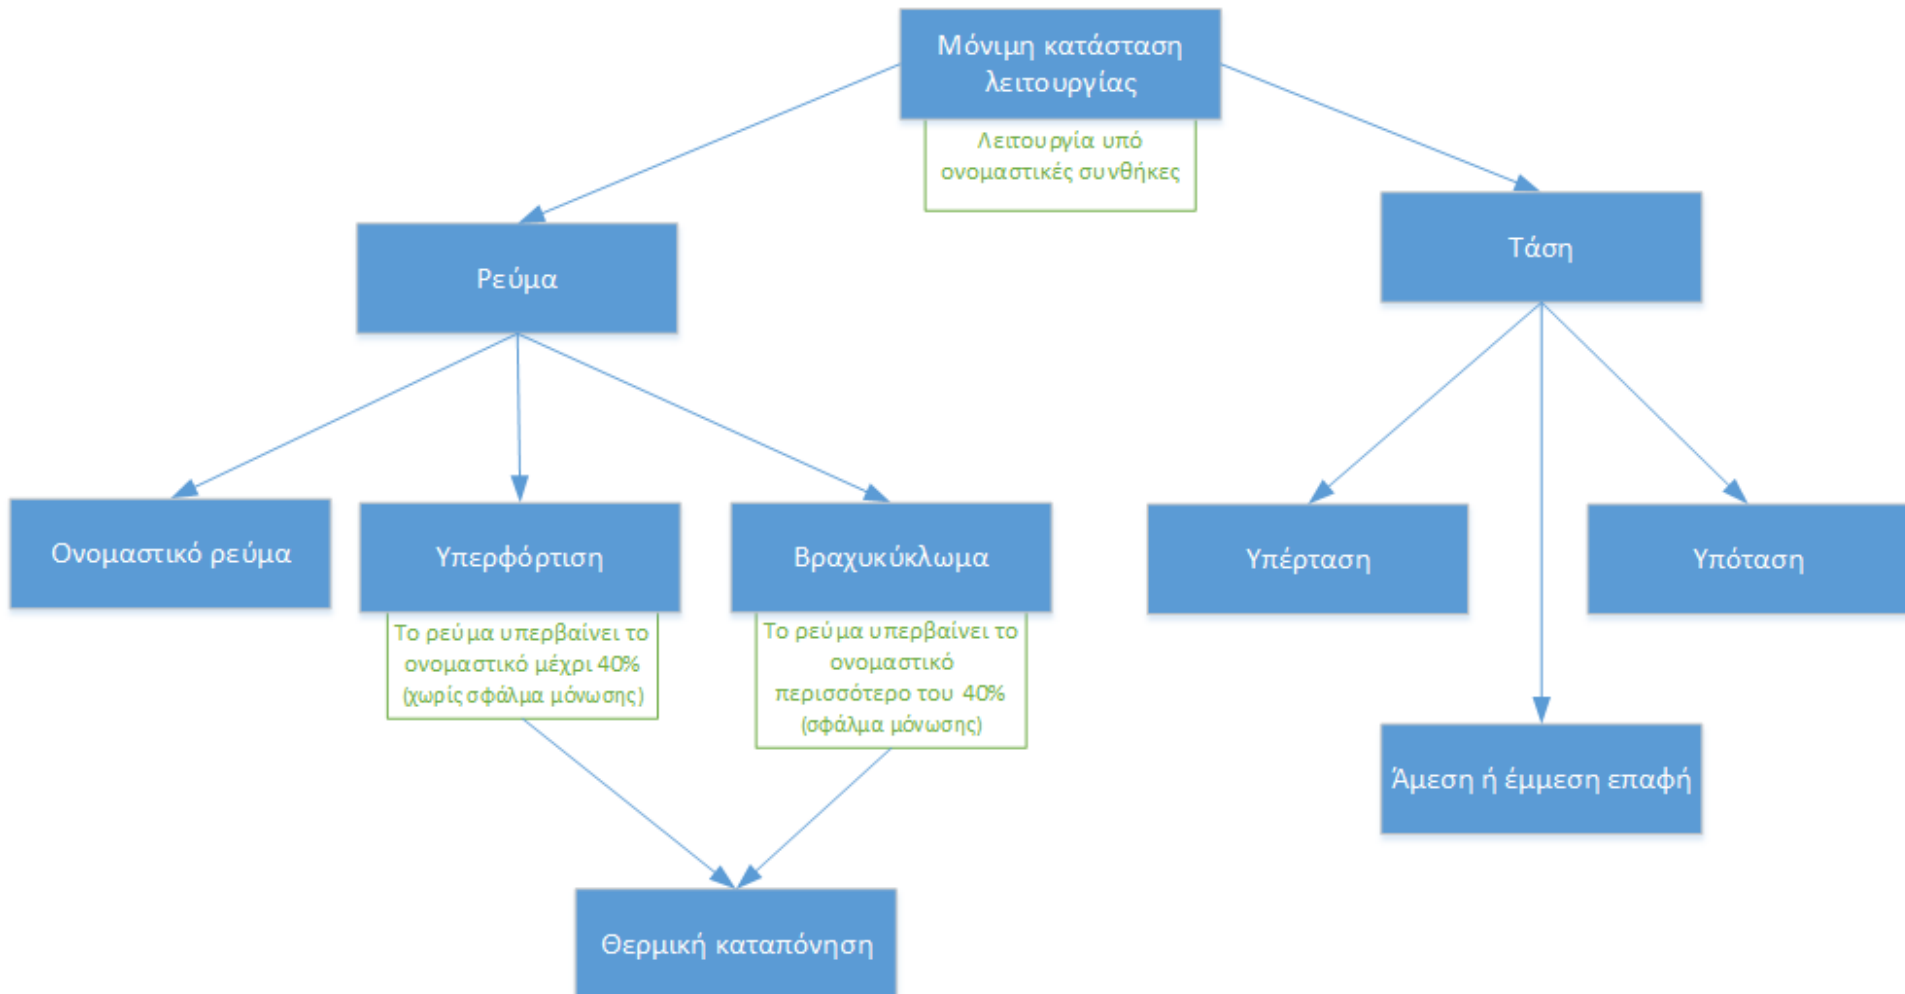 Μόνιμη κατάσταση
λειτουργίας
Λειτουργία υπό
ονομαστικές συνθήκες
Ρεύμα
Τάση
Ονομαστικό ρεύμα
Υπερφόρτιση
Το ρεύμα υπερβαίνει το
ονομαστικό μέχρι 40%
(χωρίς σφάλμα μόνωσης)
Βραχυκύκλωμα
Το ρεύμα υπερβαίνει το
ονομαστικό
περισσότερο του 40%
(σφάλμα μόνωσης)
Υπέρταση
Υπόταση
Άμεση ή έμμεση επαφή
Θερμική καταπόνηση